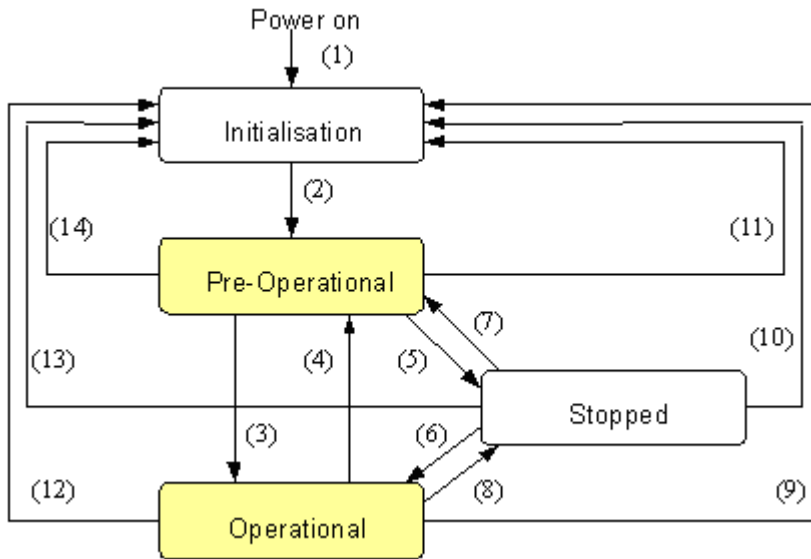 Power on
(1)
Initialisation
(2)
(14)
(11)
Pre-Operational
(7)
(13)
(4)
(5)
(10)
Stopped
(3)
(6)
(12)
(8)
(9)
Operational